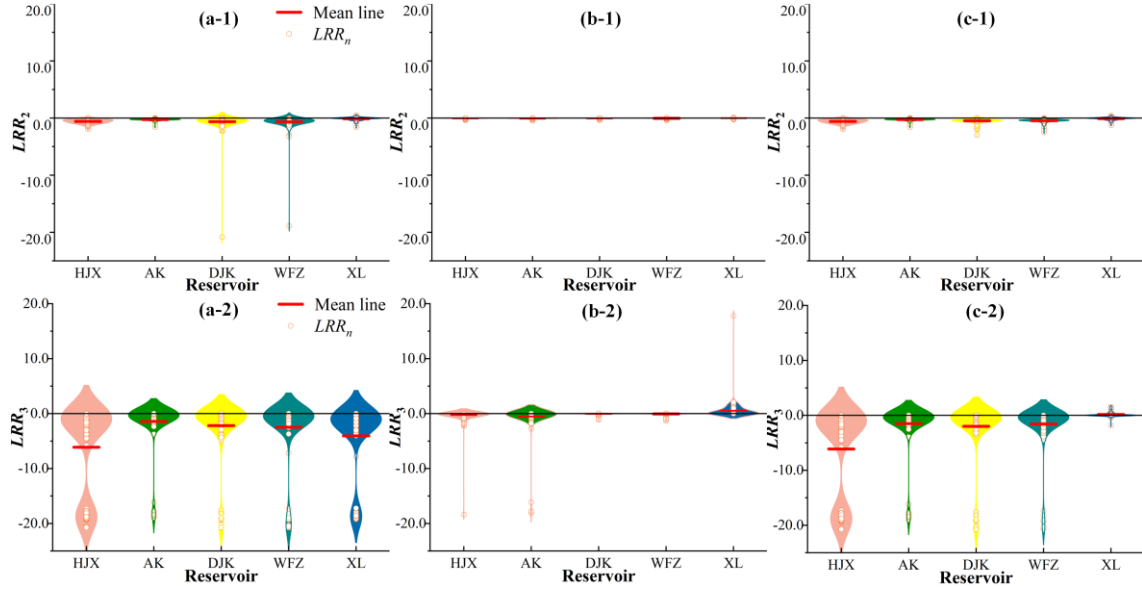 (a-1)
Mean line
LRRn
20.0
10.0
0.0
-10.0
-20.0
LRR2
HJX AK DJK WFZ XL
Reservoir
(b-1)
20.0
10.0
0.0
-10.0
-20.0
HJX AK DJK WFZ XL
Reservoir
(c-1)
20.0
10.0
0.0
-10.0
-20.0
HJX AK DJK WFZ XL
Reservoir
(a-2)
Mean line
LRRn
20.0
10.0
0.0
-10.0
-20.0
LRR3
HJX AK DJK WFZ XL
Reservoir
(b-2)
20.0
10.0
0.0
-10.0
-20.0
HJX AK DJK WFZ XL
Reservoir
(c-2)
20.0
10.0
0.0
-10.0
-20.0
HJX AK DJK WFZ XL
Reservoir